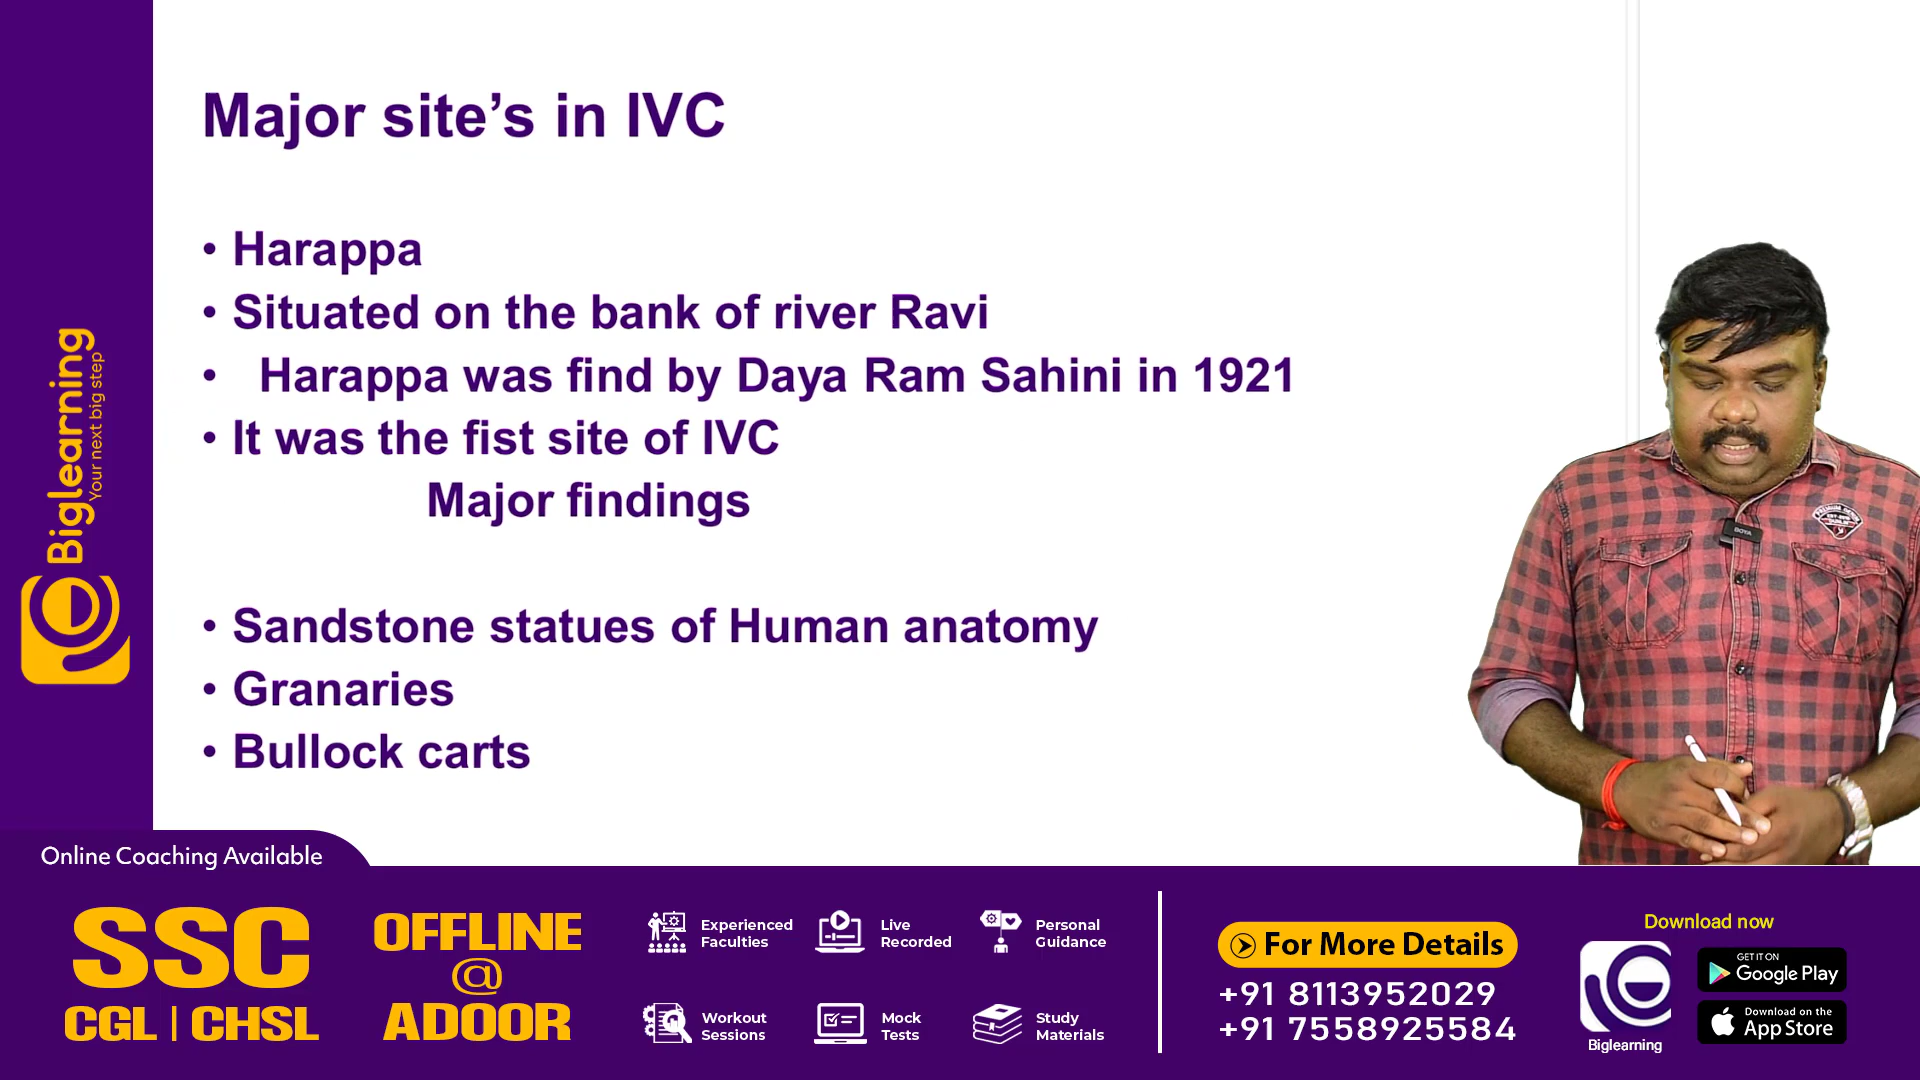 Major site’s in IVC
• Harappa
• Situated on the bank of river Ravi
• Harappa was find by Daya Ram Sahini in 1921
• It was the fist site of IVC
Major findings
• Sandstone statues of Human anatomy
• Granaries
• Bullock carts
Biglearning
Your next big step
BOYA
Online Coaching Available
SSC
CGL | CHSL
OFFLINE
@
ADOOR
Experienced
Faculties
Live
Recorded
Personal
Guidance
Workout
Sessions
Mock
Tests
Study
Materials
For More Details
+91 8113952029
+91 7558925584
Download now
Biglearning
GET IT ON
Google Play
Download on the
App Store